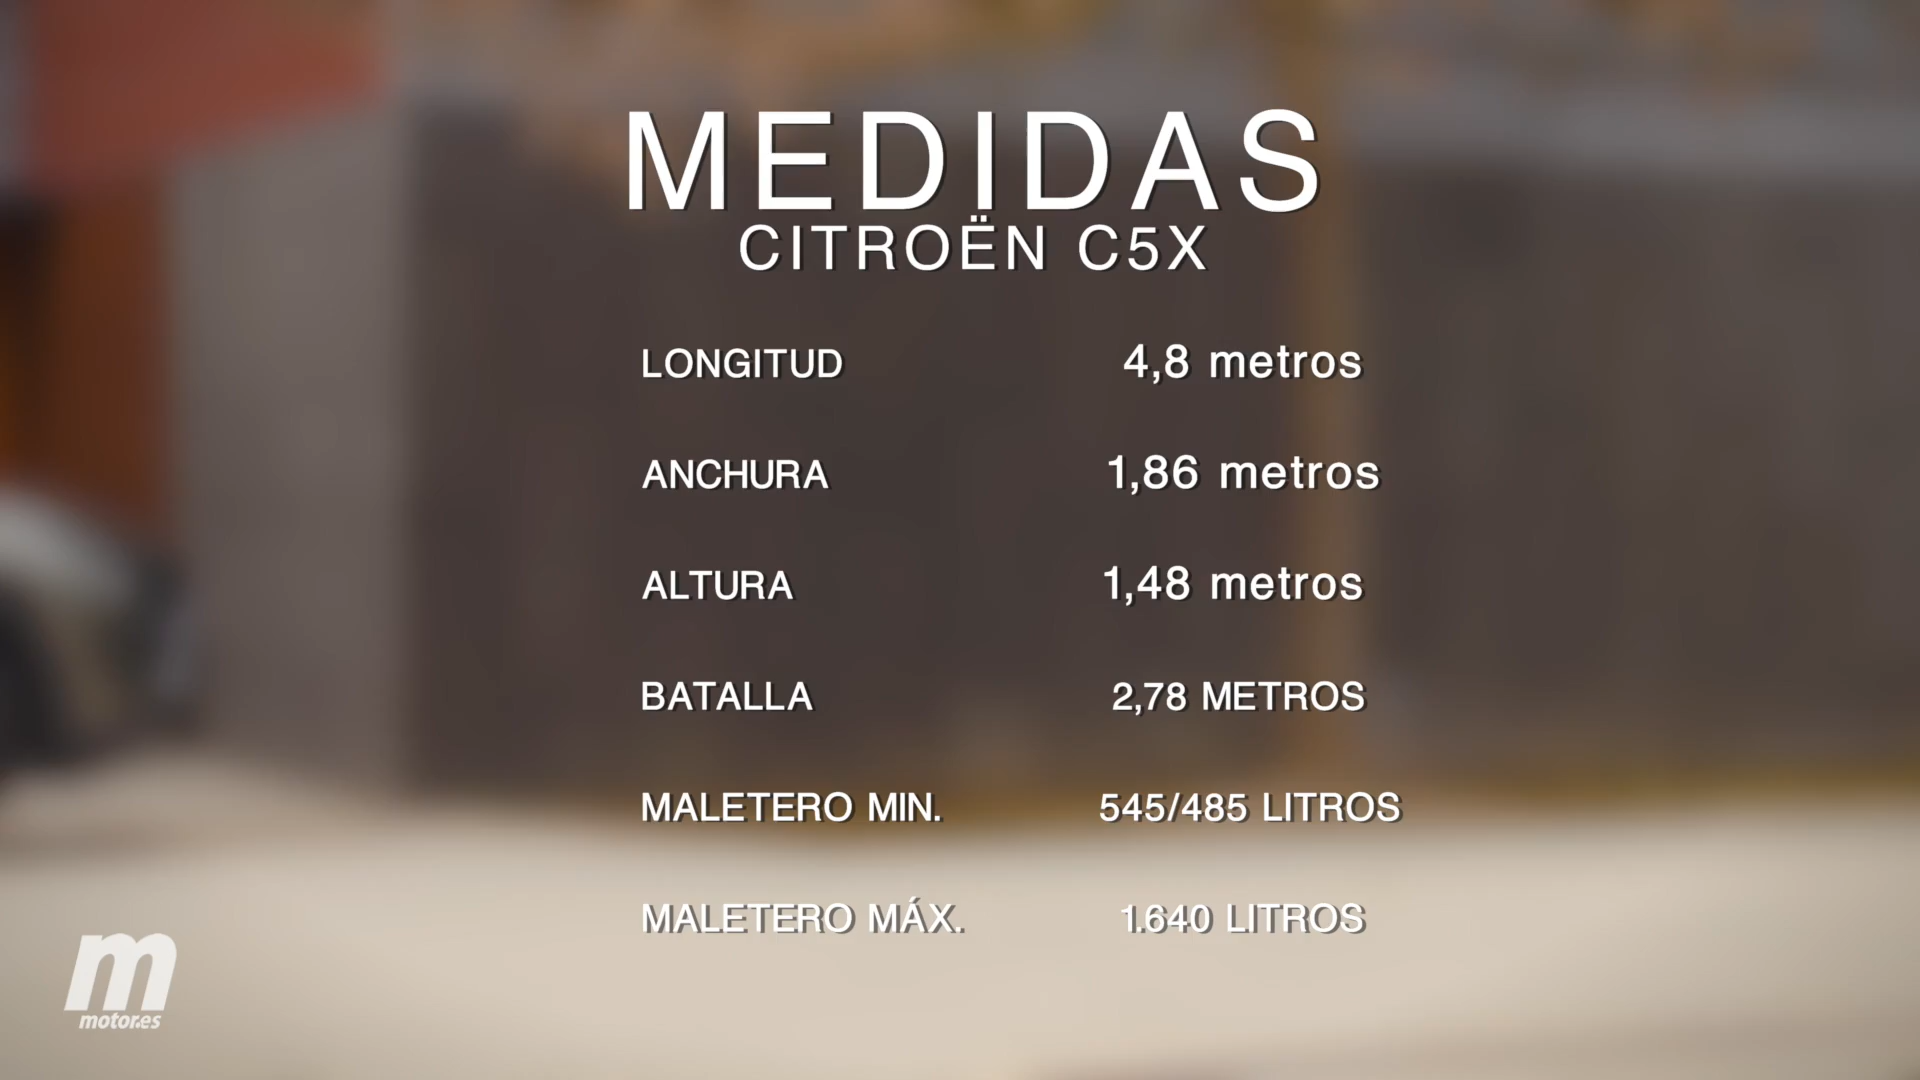 MEDIDAS
CITROËN C5X
LONGITUD 4,8 metros
ANCHURA 1,86 metros
ALTURA 1,48 metros
BATALLA 2,78 METROS
MALETERO MIN. 545/485 LITROS
MALETERO MÁX. 1.640 LITROS
m
motor.es